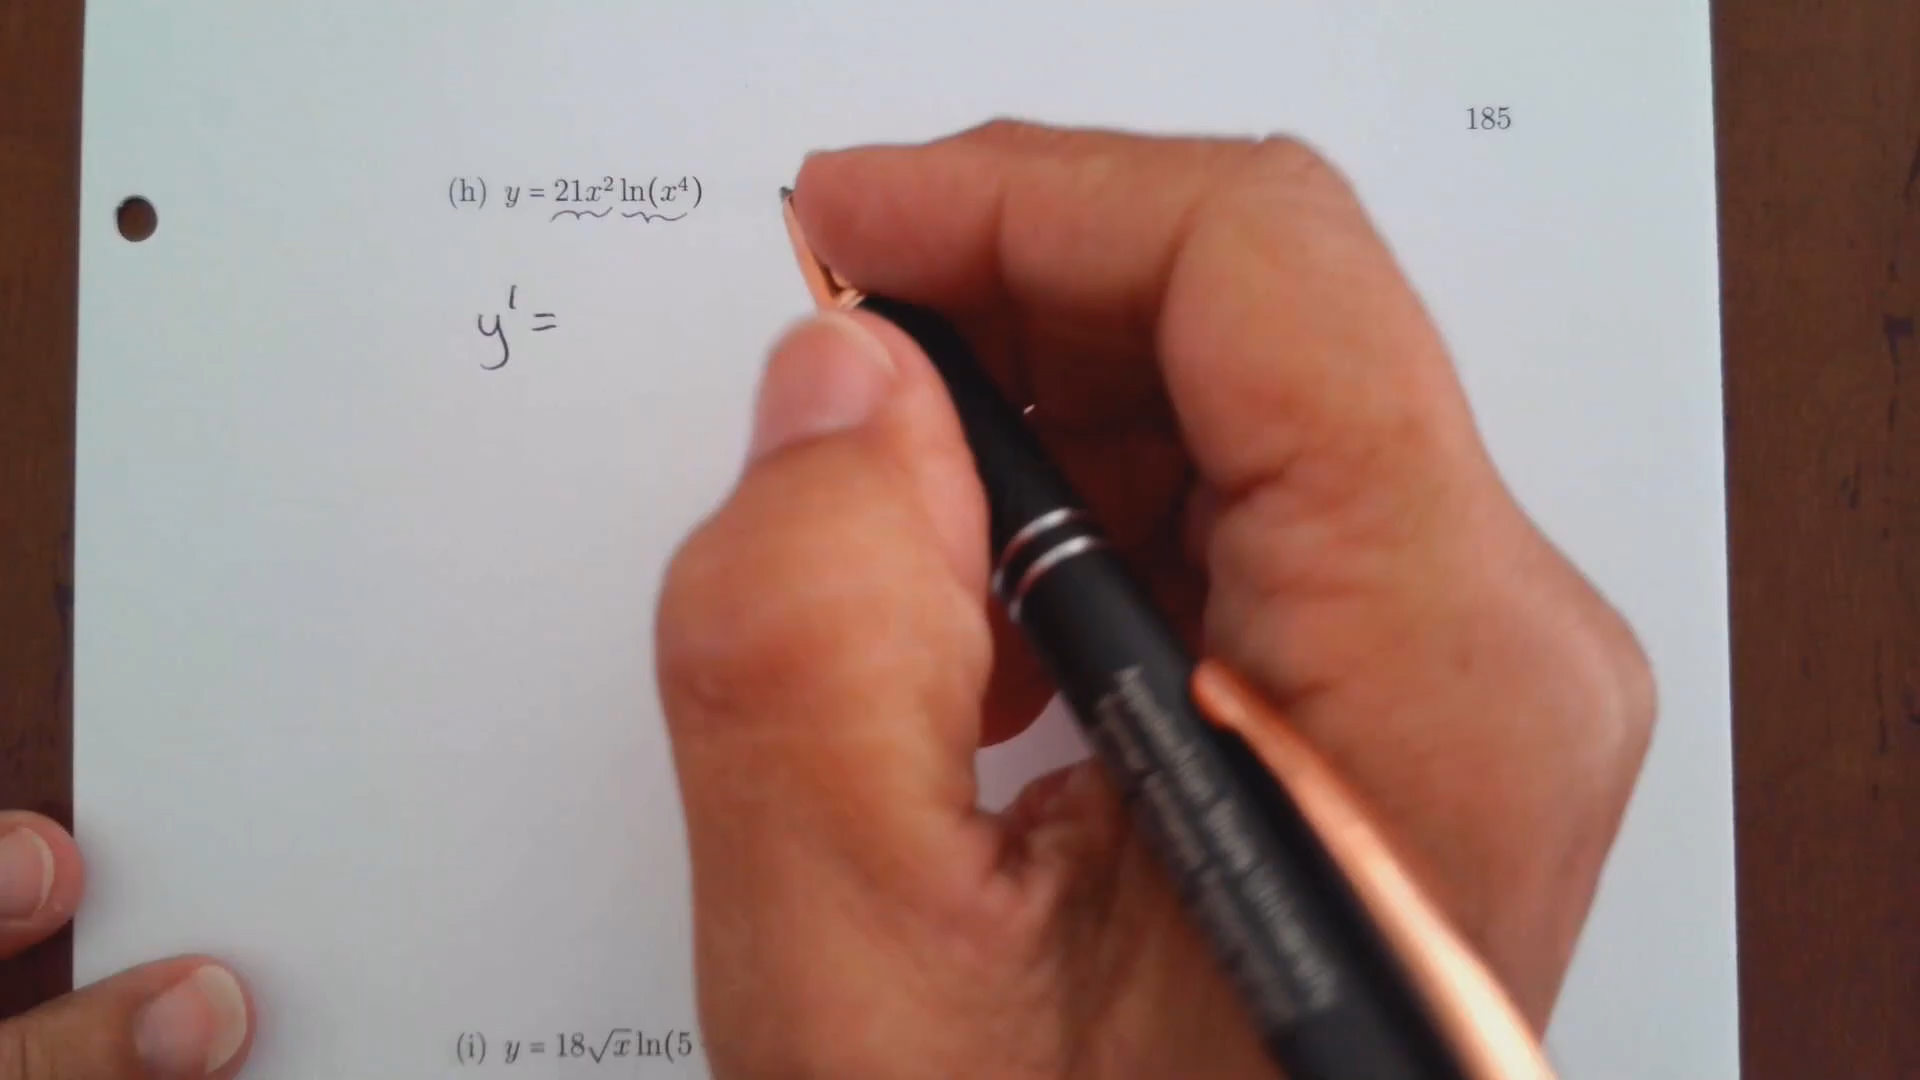 185
(h) y = 21x² ln(x⁴)
y' =
(i) y = 18√x ln(5